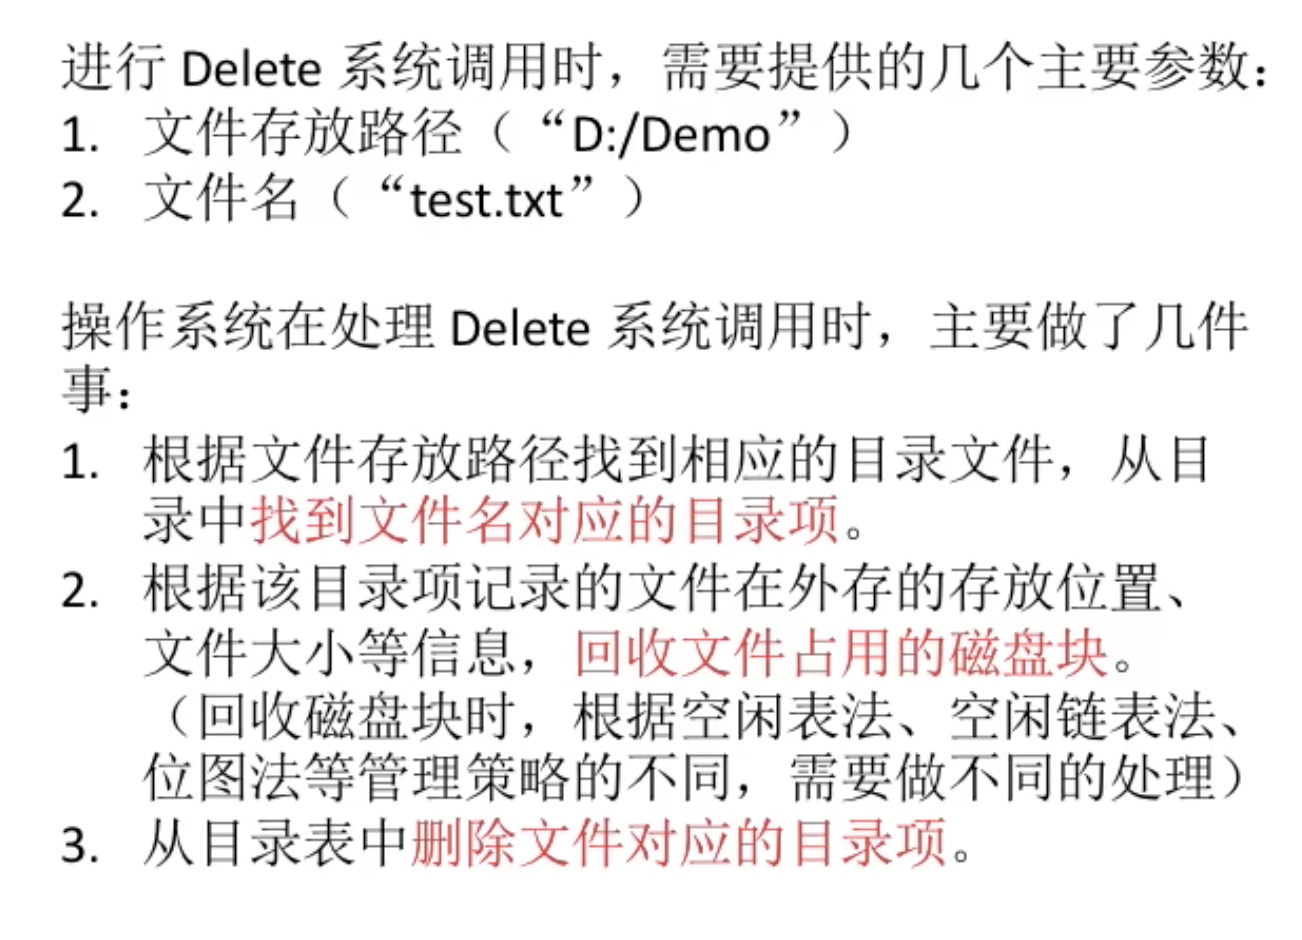 进行 Delete 系统调用时，需要提供的几个主要参数：
1. 文件存放路径（“D:/Demo”）
2. 文件名（“test.txt”）
操作系统在处理 Delete 系统调用时，主要做了几件
事：
1. 根据文件存放路径找到相应的目录文件，从目
录中找到文件名对应的目录项。
2. 根据该目录项记录的文件在外存的存放位置、
文件大小等信息，回收文件占用的磁盘块。
（回收磁盘块时，根据空闲表法、空闲链表法、
位图法等管理策略的不同，需要做不同的处理）
3. 从目录表中删除文件对应的目录项。